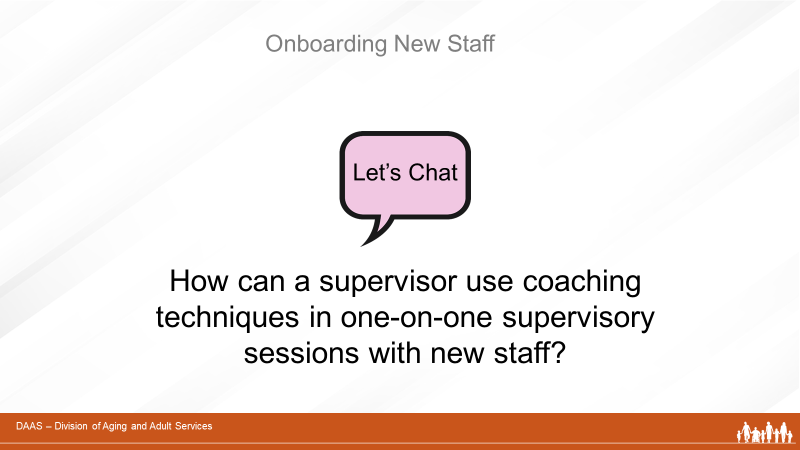 Onboarding New Staff
Let’s Chat
How can a supervisor use coaching
techniques in one-on-one supervisory
sessions with new staff?
DAAS – Division of Aging and Adult Services